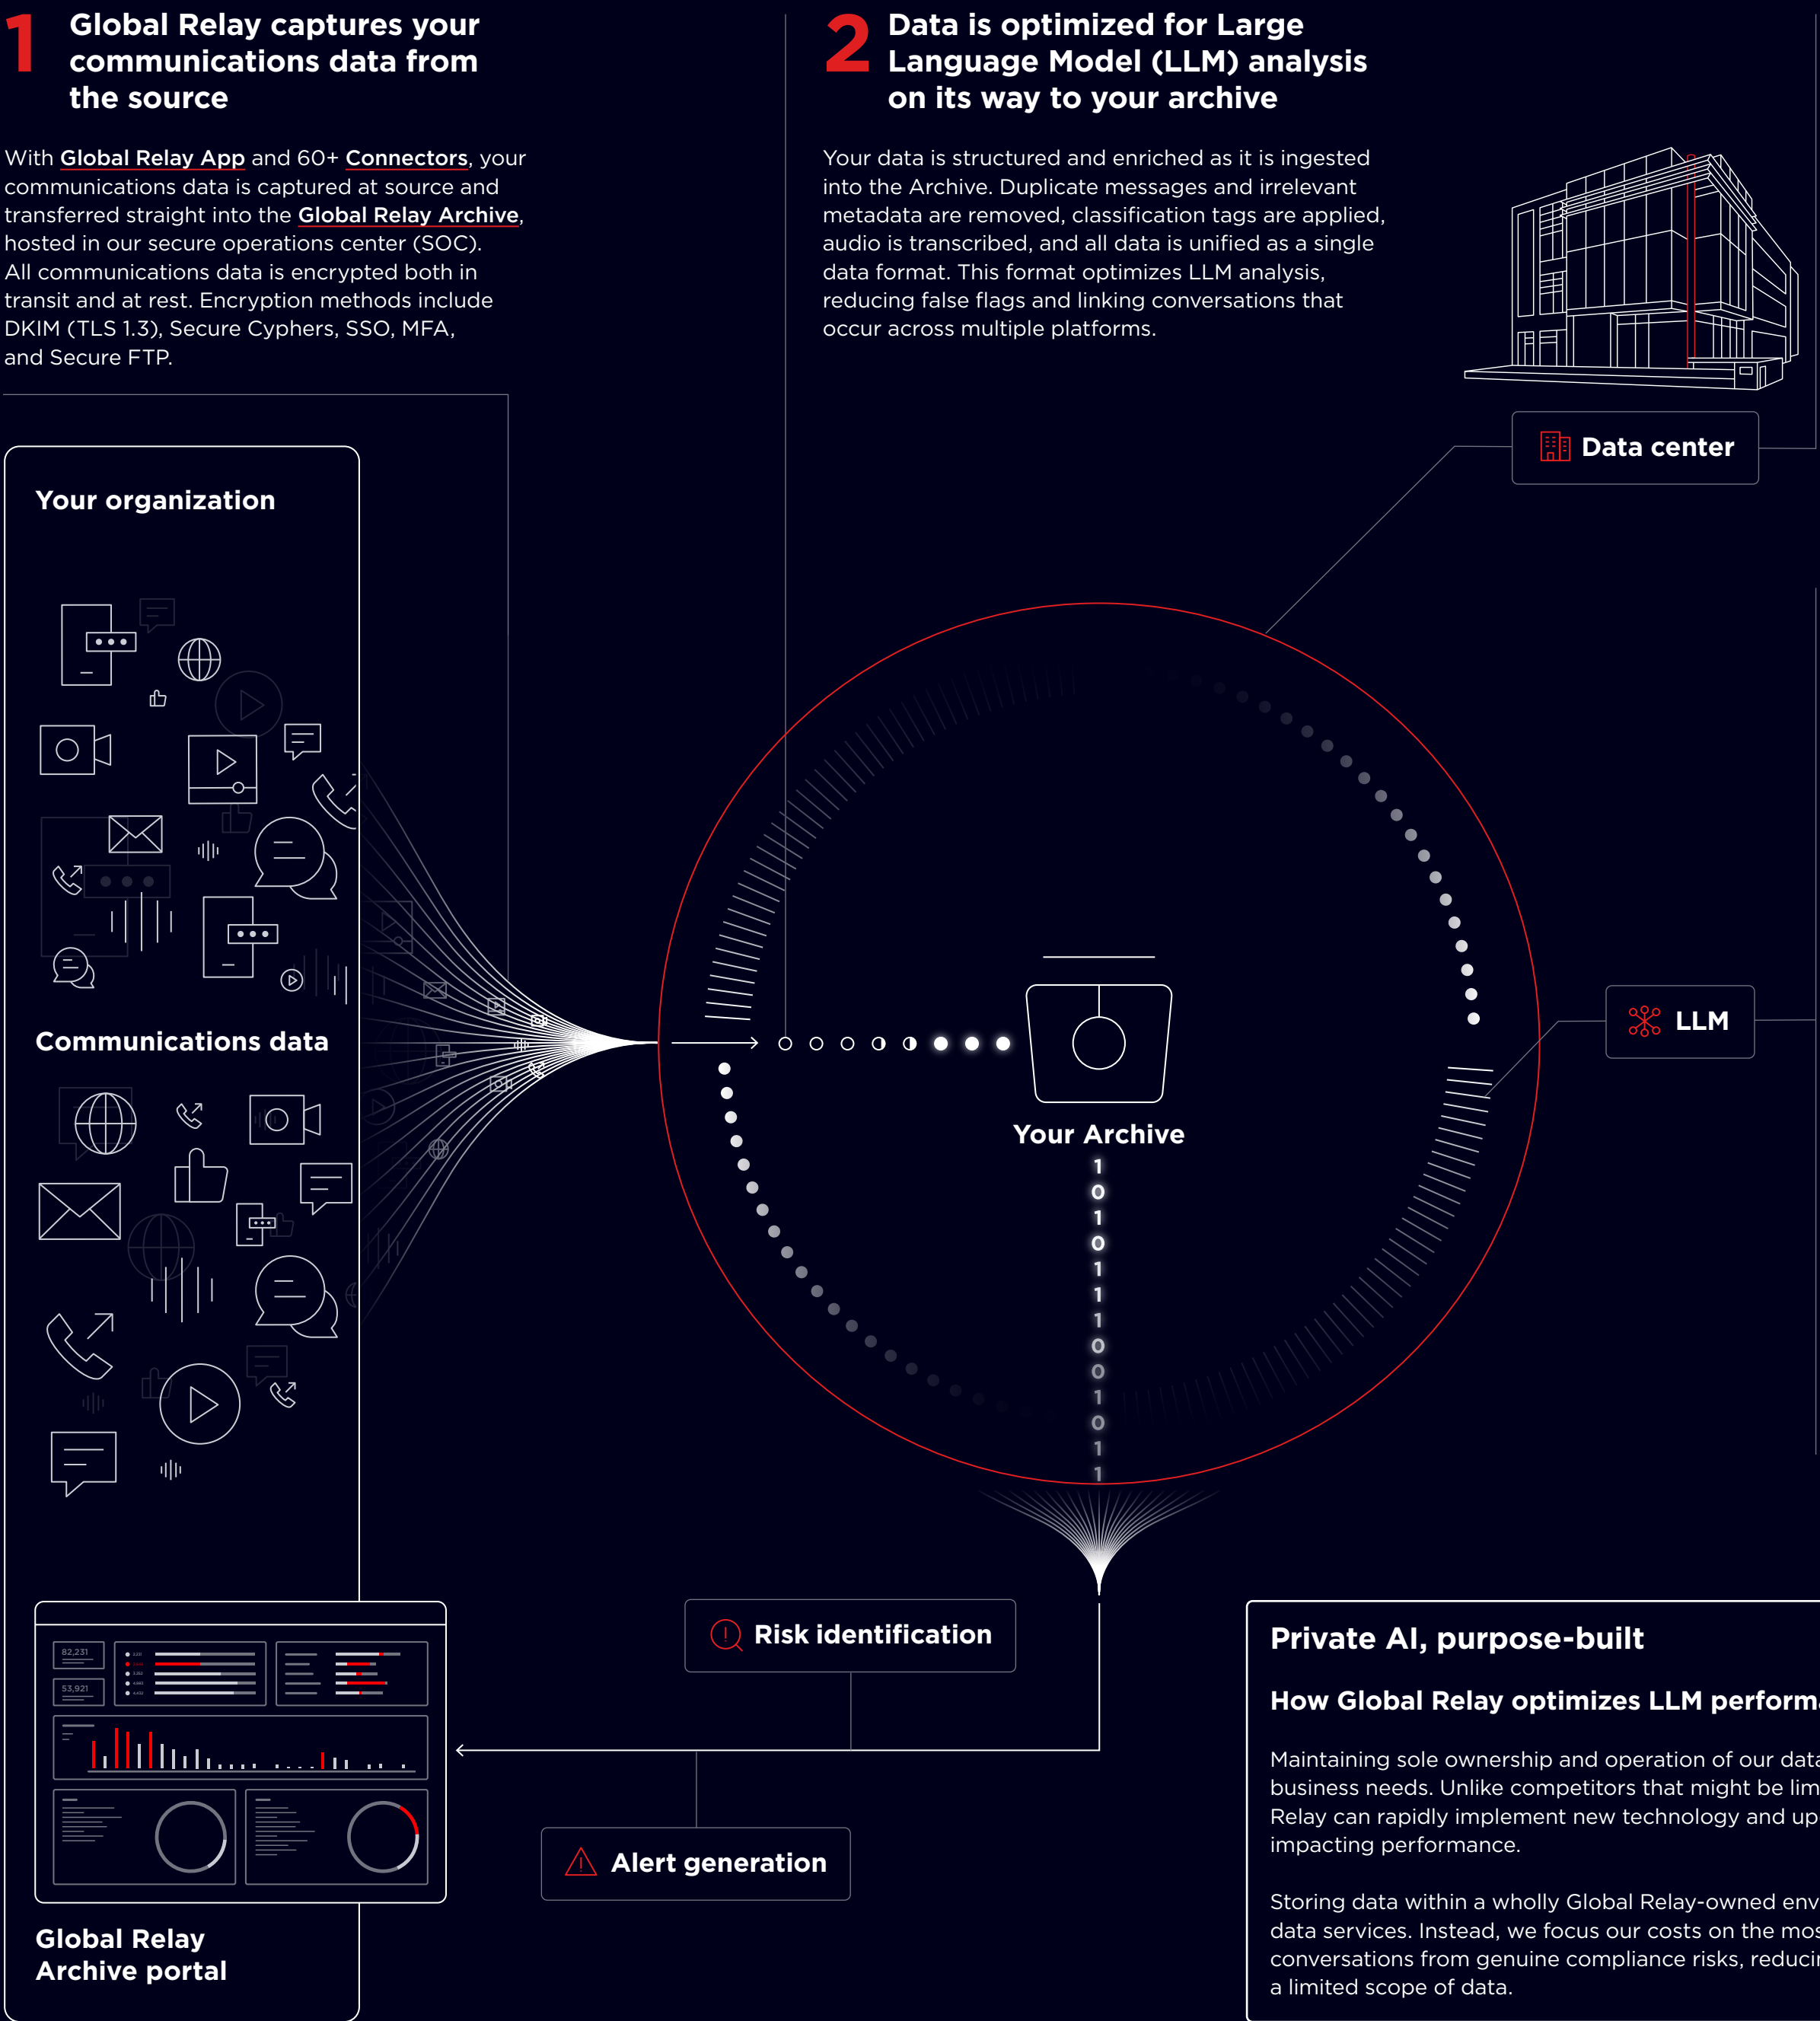 1
Global Relay captures your
communications data from
the source
With Global Relay App and 60+ Connectors, your
communications data is captured at source and
transferred straight into the Global Relay Archive,
hosted in our secure operations center (SOC).
All communications data is encrypted both in
transit and at rest. Encryption methods include
DKIM (TLS 1.3), Secure Cyphers, SSO, MFA,
and Secure FTP.
2
Data is optimized for Large
Language Model (LLM) analysis
on its way to your archive
Your data is structured and enriched as it is ingested
into the Archive. Duplicate messages and irrelevant
metadata are removed, classification tags are applied,
audio is transcribed, and all data is unified as a single
data format. This format optimizes LLM analysis,
reducing false flags and linking conversations that
occur across multiple platforms.
Data center
Your organization
Communications data
LLM
Your Archive
1
0
1
0
1
1
1
0
0
1
0
1
1
Risk identification
Alert generation
82,231
53,921
Global Relay
Archive portal
Private AI, purpose-built
How Global Relay optimizes LLM
Maintaining sole ownership and operation of our data
business needs. Unlike competitors that might be
Relay can rapidly implement new technology and
impacting performance.
Storing data within a wholly Global Relay-owned
data services. Instead, we focus our costs on the
conversations from genuine compliance risks,
a limited scope of data.